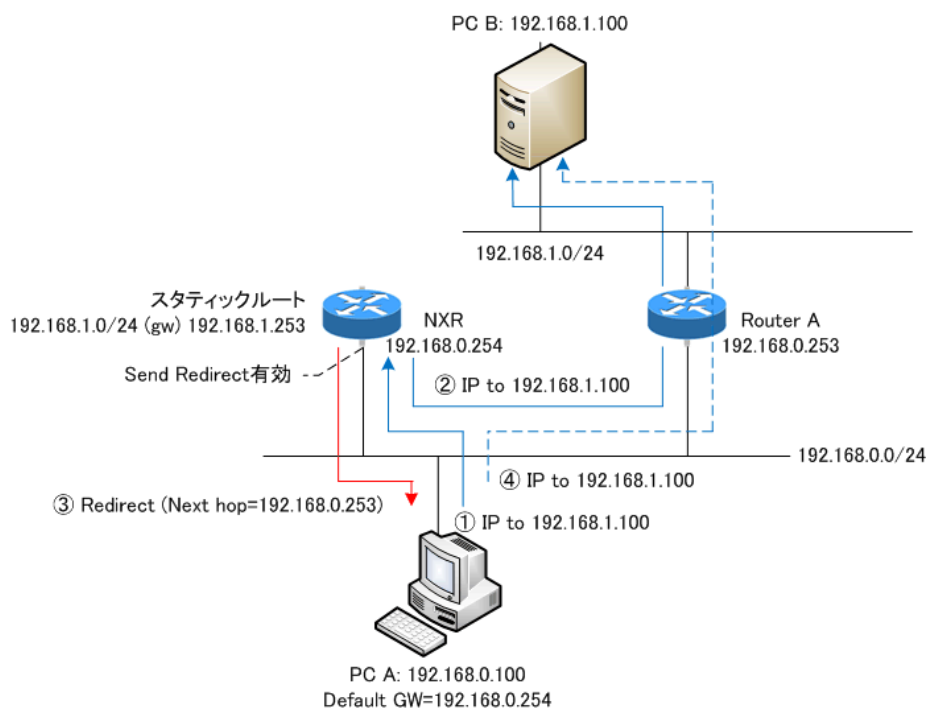 PC B: 192.168.1.100
192.168.1.0/24
スタティックルート
192.168.1.0/24 (gw) 192.168.1.253
NXR
192.168.0.254
Router A
192.168.0.253
Send Redirect有効
② IP to 192.168.1.100
192.168.0.0/24
④ IP to 192.168.1.100
③ Redirect (Next hop=192.168.0.253)
① IP to 192.168.1.100
PC A: 192.168.0.100
Default GW=192.168.0.254